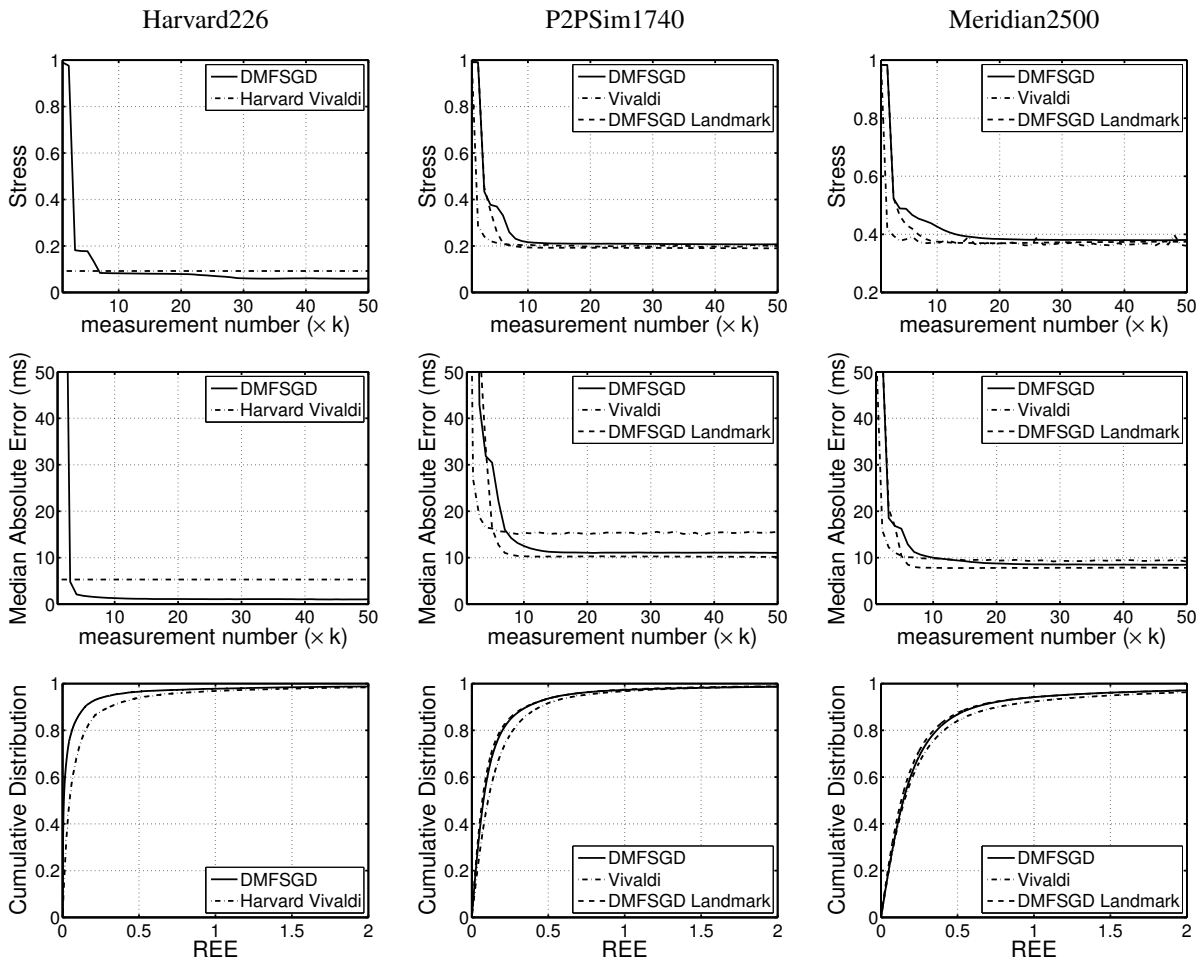 Harvard226
P2PSim1740
Meridian2500
Stress
1
0.8
0.6
0.4
0.2
0
10 20 30 40 50
measurement number (× k)
DMFSGD
Harvard Vivaldi
Stress
1
0.8
0.6
0.4
0.2
0
10 20 30 40 50
measurement number (× k)
DMFSGD
Vivaldi
DMFSGD Landmark
Stress
1
0.8
0.6
0.4
0.2
10 20 30 40 50
measurement number (× k)
DMFSGD
Vivaldi
DMFSGD Landmark
Median Absolute Error (ms)
50
40
30
20
10
0
10 20 30 40 50
measurement number (× k)
DMFSGD
Harvard Vivaldi
Median Absolute Error (ms)
50
40
30
20
10
0
10 20 30 40 50
measurement number (× k)
DMFSGD
Vivaldi
DMFSGD Landmark
Median Absolute Error (ms)
50
40
30
20
10
0
10 20 30 40 50
measurement number (× k)
DMFSGD
Vivaldi
DMFSGD Landmark
Cumulative Distribution
1
0.8
0.6
0.4
0.2
0
0 0.5 1 1.5 2
REE
DMFSGD
Harvard Vivaldi
Cumulative Distribution
1
0.8
0.6
0.4
0.2
0
0 0.5 1 1.5 2
REE
DMFSGD
Vivaldi
DMFSGD Landmark
Cumulative Distribution
1
0.8
0.6
0.4
0.2
0
0 0.5 1 1.5 2
REE
DMFSGD
Vivaldi
DMFSGD Landmark